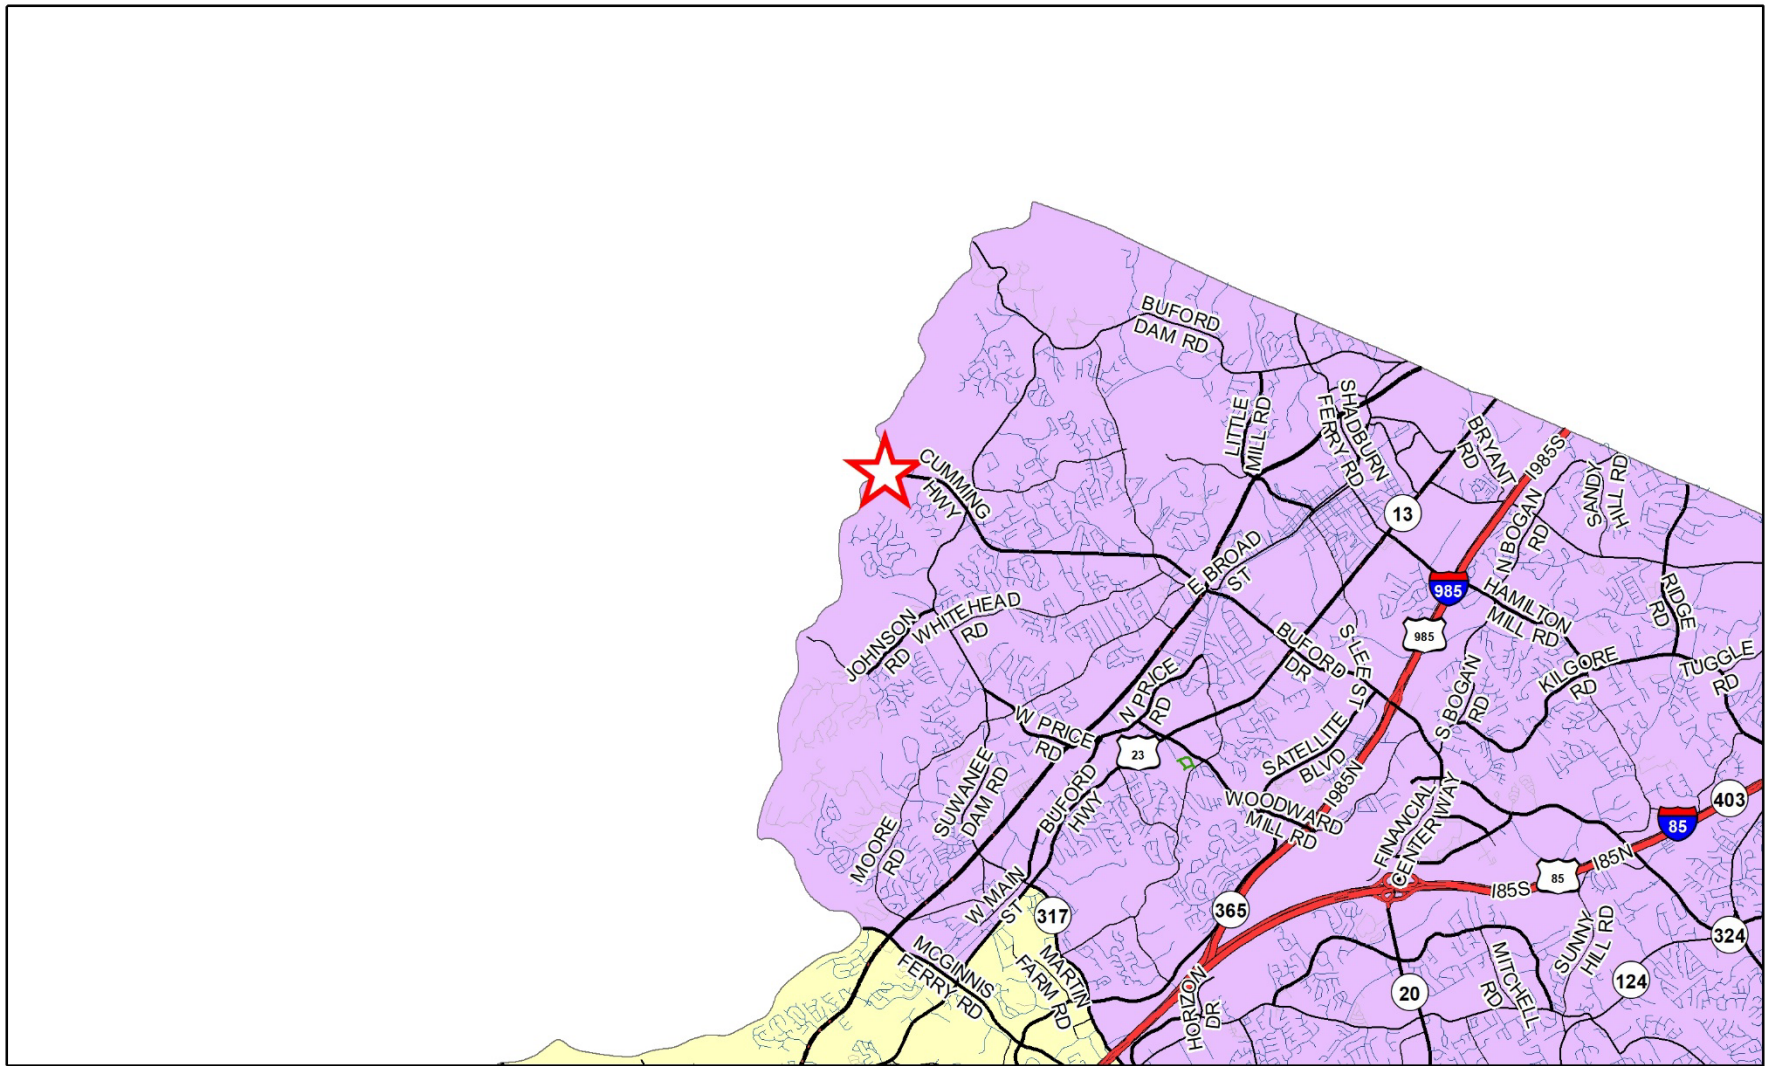 BUFORD
DAM RD
LITTLE
MILL RD
SHADBURN
FERRY RD
BRYANT
RD
I985S
SANDY
HILL RD
CUMMING
HWY
13
N BOGAN
RD
E BROAD
ST
985
HAMILTON
MILL RD
RIDGE
RD
JOHNSON
RD
WHITEHEAD
RD
BUFORD
DR
S LEE ST
985
KILGORE
RD
TUGGLE
RD
N PRICE
RD
S BOGAN
RD
W PRICE
RD
23
SATELLITE
BLVD
I985N
SUWANEE
DAM RD
BUFORD
HWY
WOODWARD
MILL RD
FINANCIAL
CENTER WAY
403
85
MOORE
RD
I85N
85
I85S
W MAIN
ST
317
365
324
MCGINNIS
FERRY RD
MARTIN
FARM RD
HORIZON
DR
20
MITCHELL
RD
SUNNY
HILL RD
124